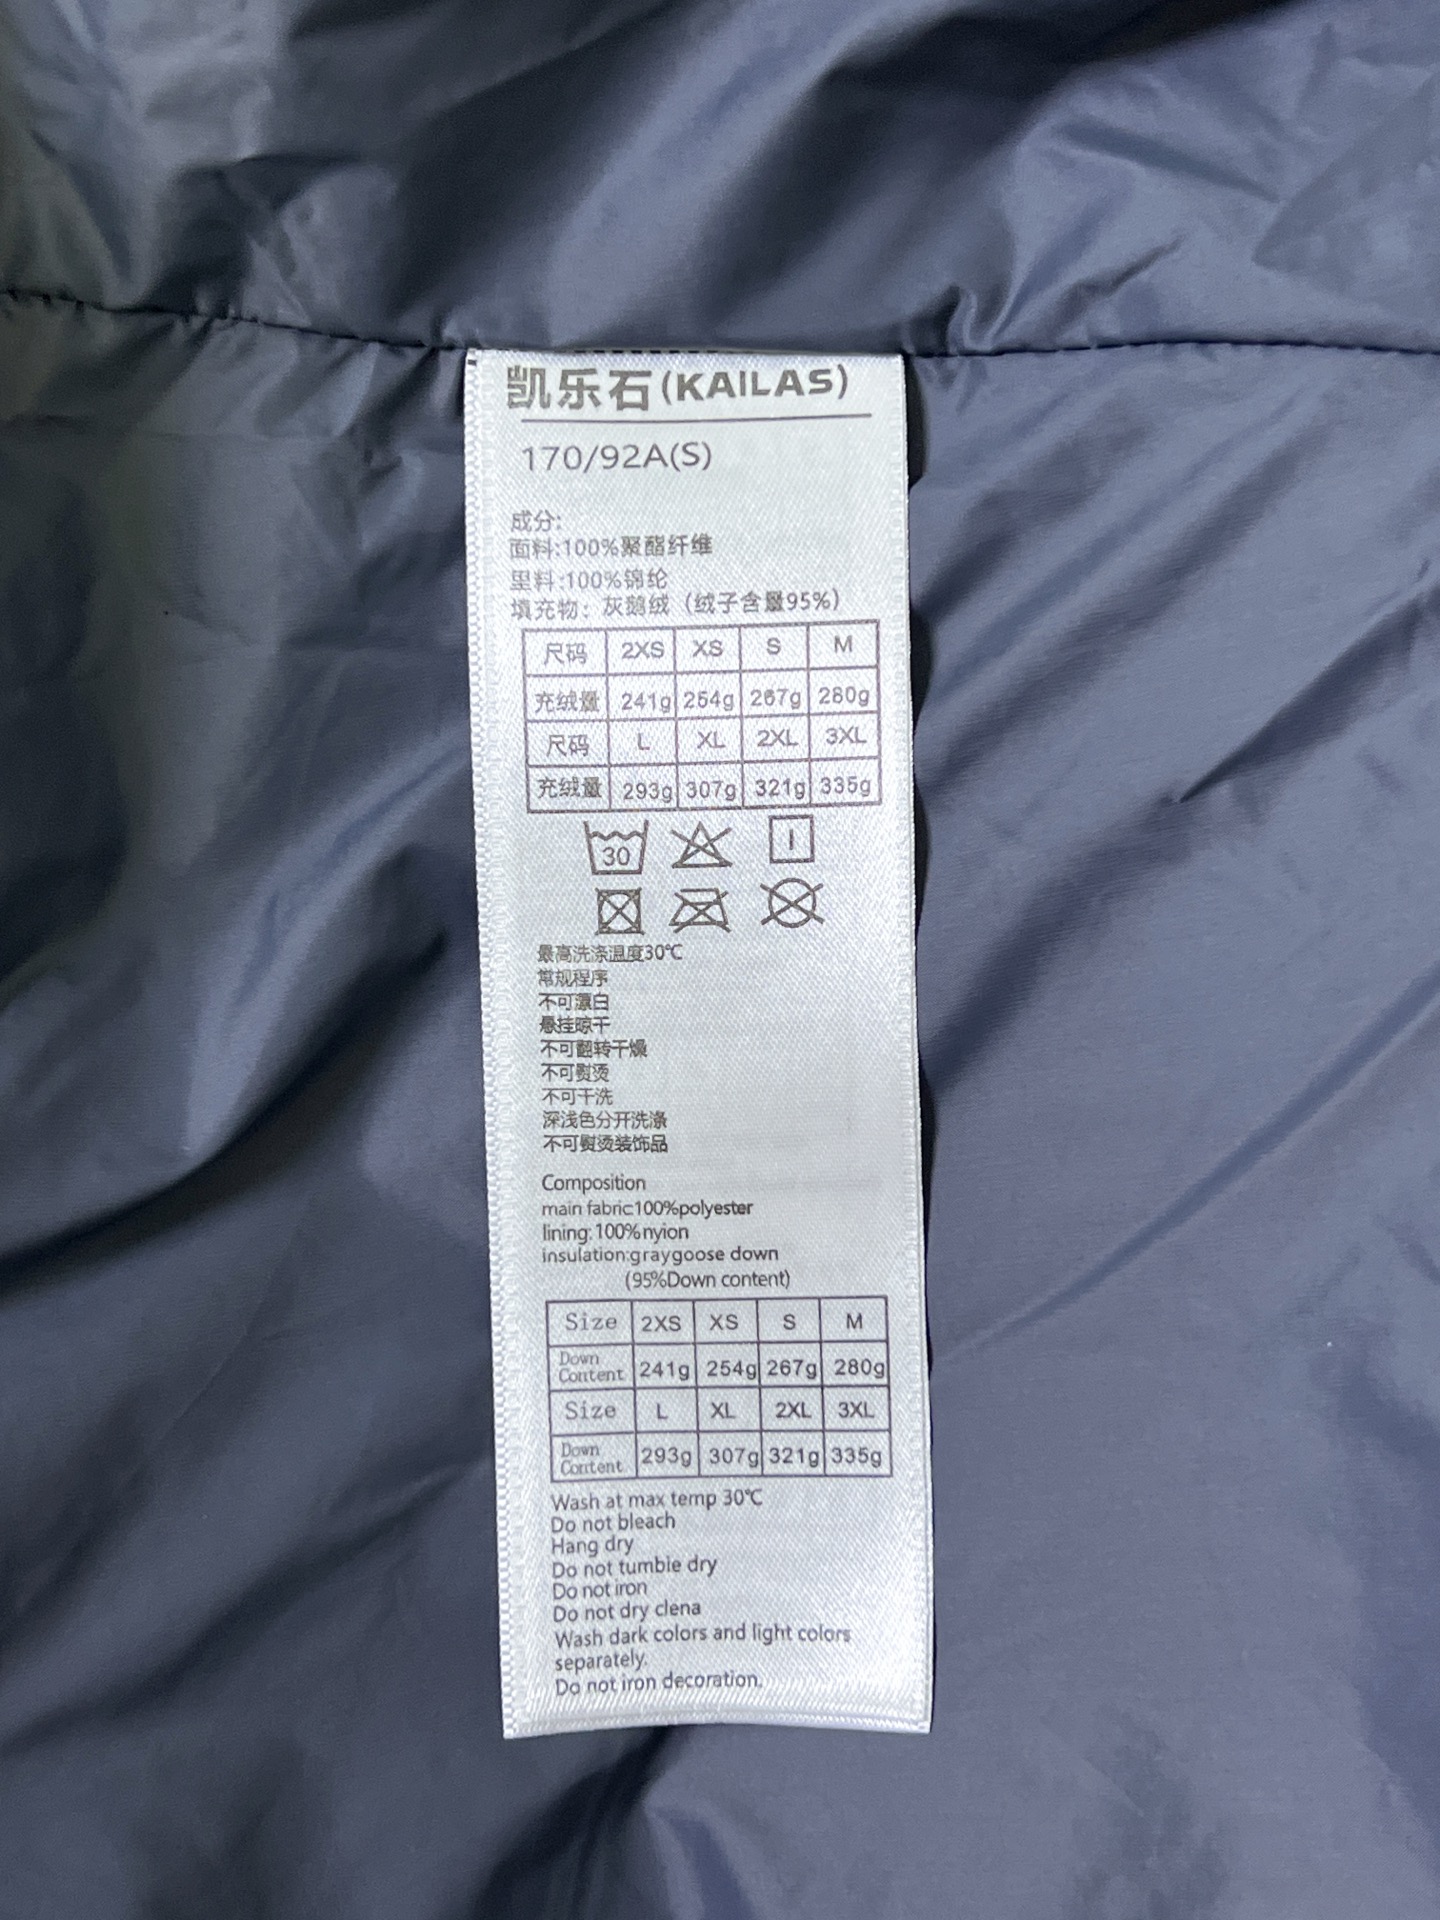 凯乐石(KAILAS)
170/92A(S)
成分:
面料:100%聚酯纤维
里料:100%锦纶
填充物: 灰鹅绒(绒子含量95%)
尺码 2XS XS S M
充绒量 241g 254g 267g 280g
尺码 L XL 2XL 3XL
充绒量 293g 307g 321g 335g
30
最高洗涤温度30℃
常规程序
不可漂白
悬挂晾干
不可翻转干燥
不可熨烫
不可干洗
深浅色分开洗涤
不可熨烫装饰品
Composition
main fabric:100%polyester
lining:100%nyion
insulation:graygoose down
(95%Down content)
Size 2XS XS S M
Down Content 241g 254g 267g 280g
Size L XL 2XL 3XL
Down Content 293g 307g 321g 335g
Wash at max temp 30℃
Do not bleach
Hang dry
Do not tumbie dry
Do not iron
Do not dry clena
Wash dark colors and light colors
separately.
Do not iron decoration.